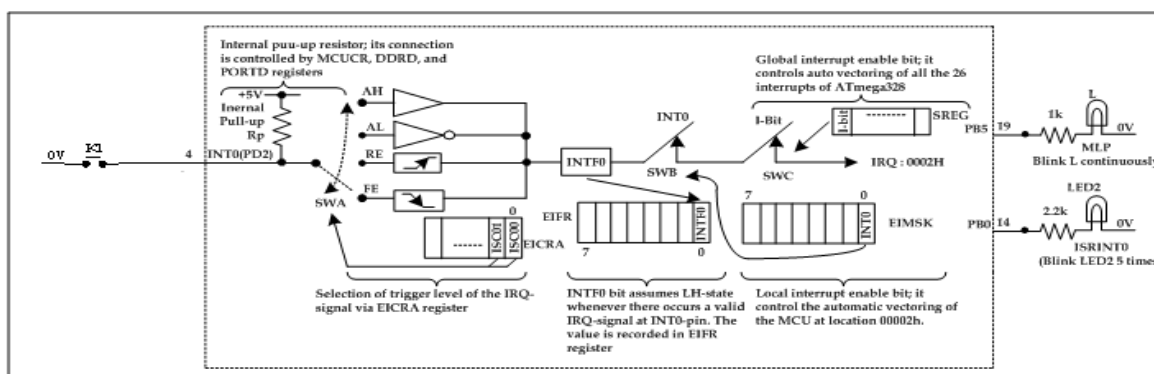 Internal puu-up resistor; its connection
is controlled by MCUCR, DDRD, and
PORTD registers
+5V
Inernal
Pull-up
Rp
0V
K1
4
INT0(PD2)
SWA
AH
AL
RE
FE
0
ISC01
ISC00
EICRA
Selection of trigger level of the IRQ-
signal via EICRA register
INTF0
EIFR
INTF0
7
0
INTF0 bit assumes LH-state
whenever there occurs a valid
IRQ-signal at INT0-pin. The
value is recorded in EIFR
register
INT0
SWB
Global interrupt enable bit; it
controls auto vectoring of all the 26
interrupts of ATmega328
I-Bit
SWC
I-bit
SREG
IRQ : 0002H
7
0
INT0
EIMSK
Local interrupt enable bit; it
control the automatic vectoring of
the MCU at location 00002h.
PB5
19
1k
L
0V
MLP
Blink L continuously
LED2
PB0
14
2.2k
0V
ISRINT0
(Blink LED2 5 times